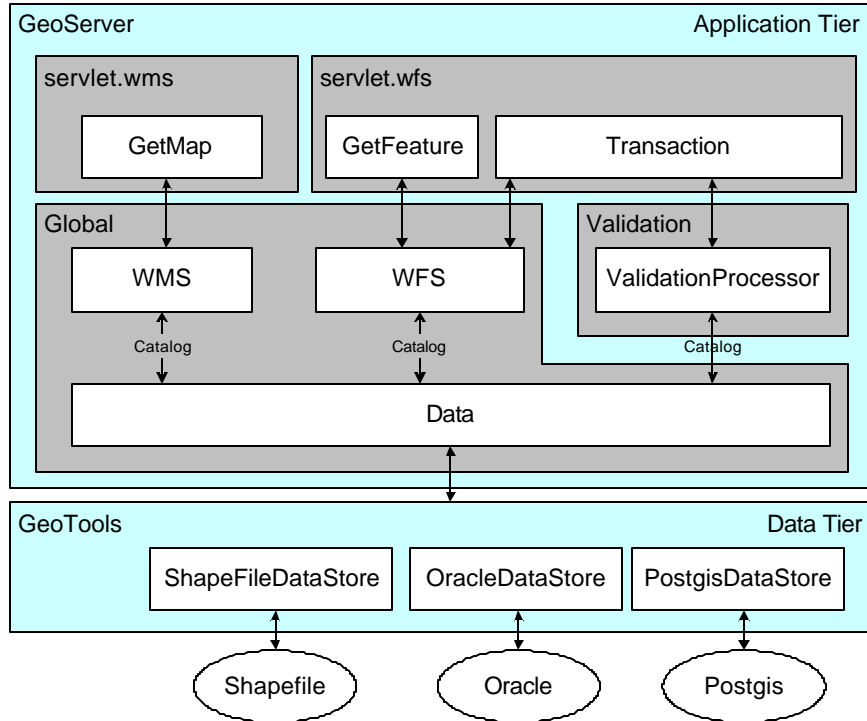 GeoServer
Application Tier
servlet.wms
servlet.wfs
GetMap
GetFeature
Transaction
Global
Validation
WMS
WFS
ValidationProcessor
Catalog
Catalog
Catalog
Data
GeoTools
Data Tier
ShapeFileDataStore
OracleDataStore
PostgisDataStore
Shapefile
Oracle
Postgis